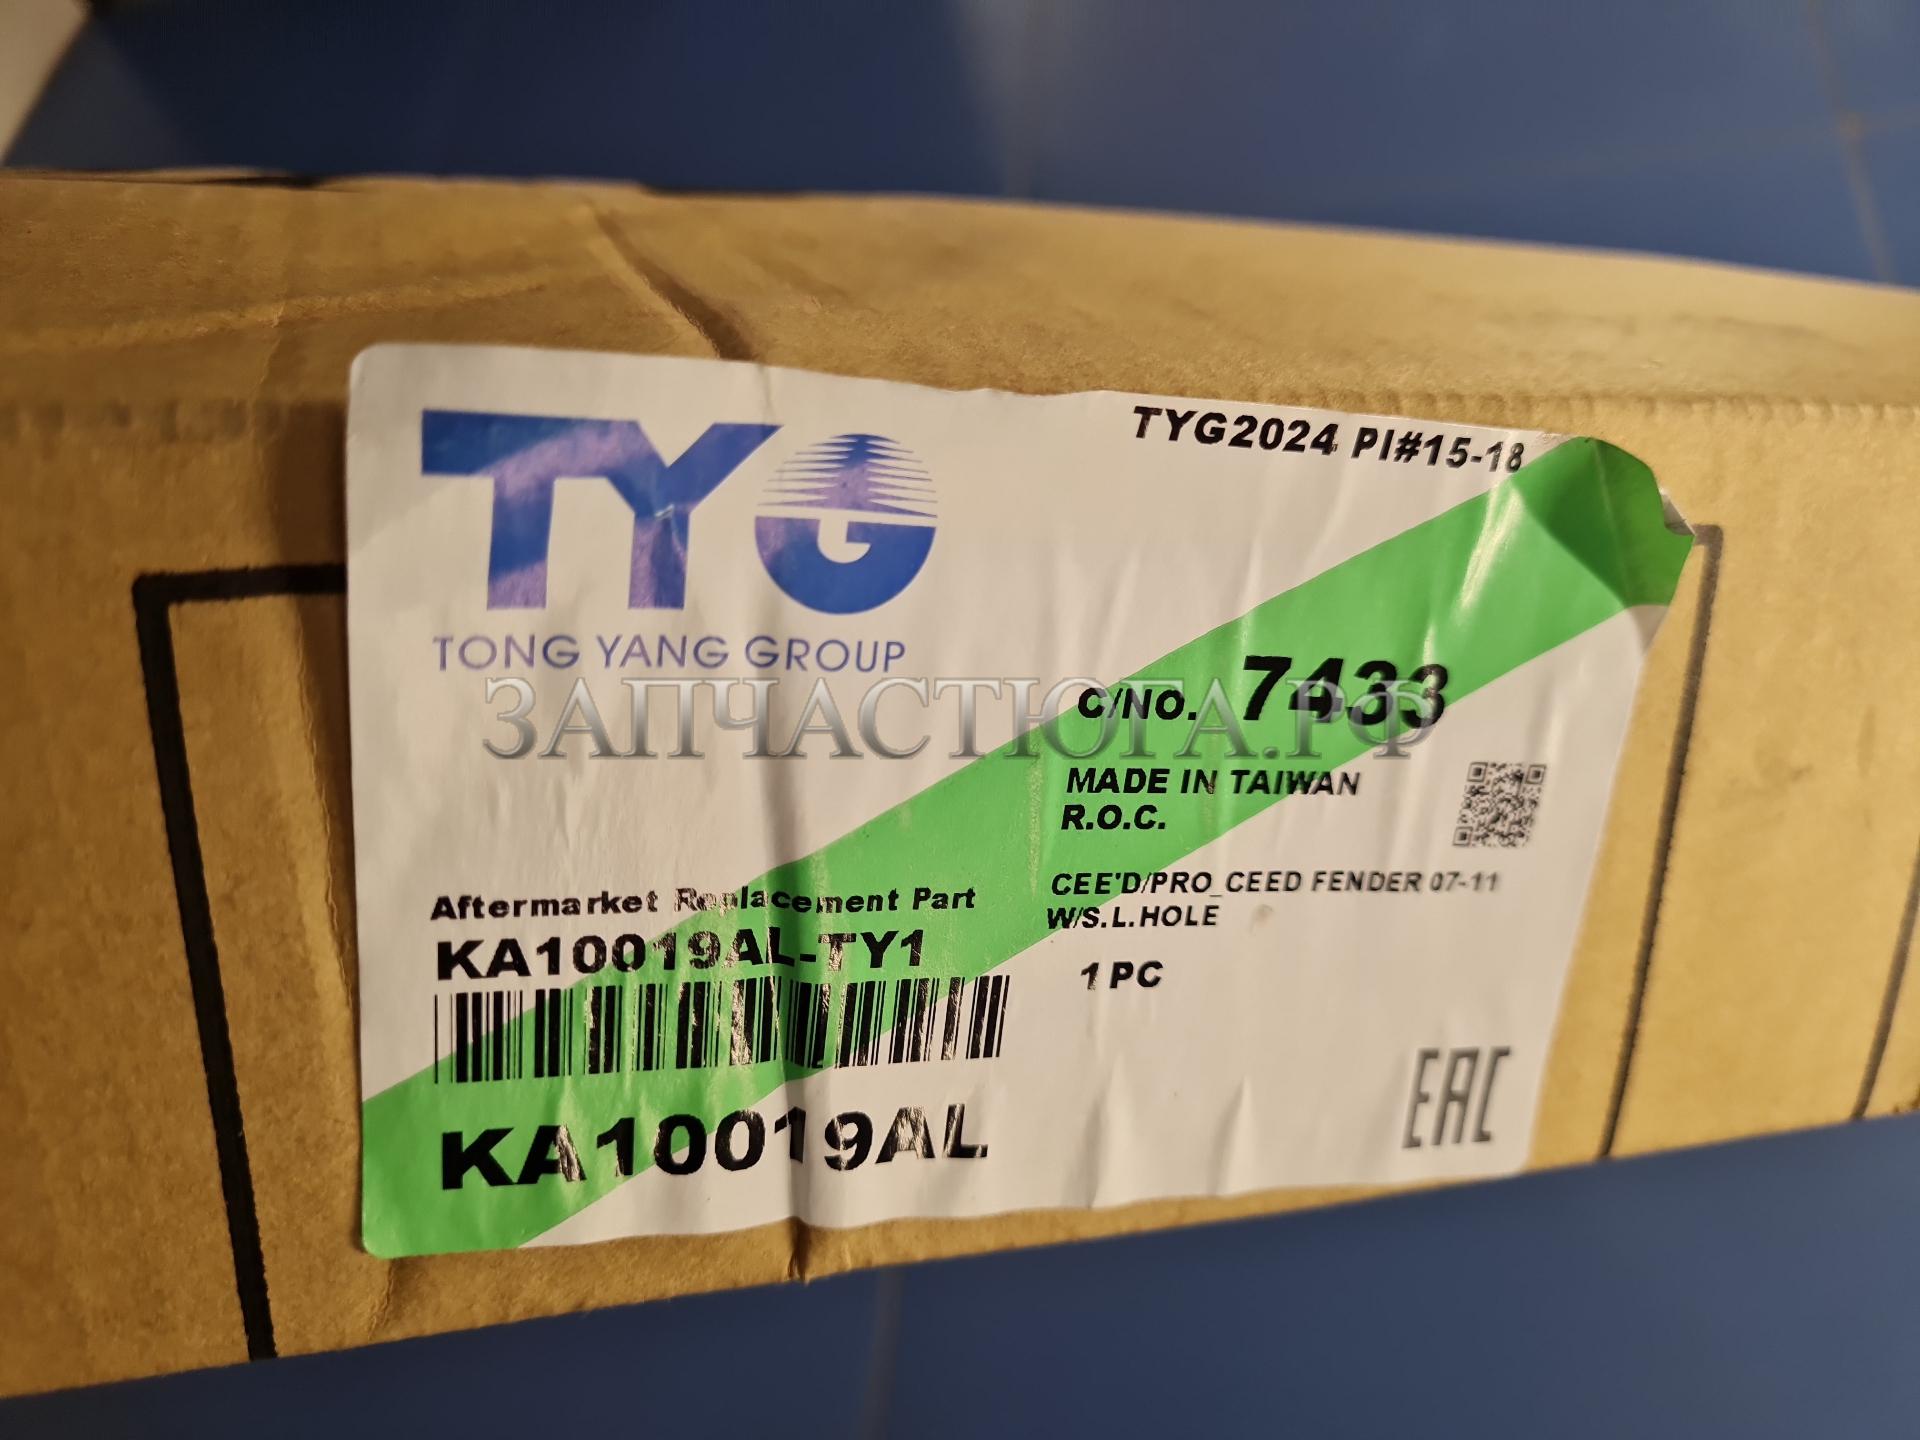 TYG
TONG YANG GROUP
TYG2024 PI#15-18
ЗАПЧАСТЮГА.РФ
C/NO. 7433
MADE IN TAIWAN
R.O.C.
CEE'D/PRO_CEED FENDER 07-11
W/S.L.HOLE
1 PC
Aftermarket Replacement Part
KA10019AL-TY1
KA10019AL
EAC